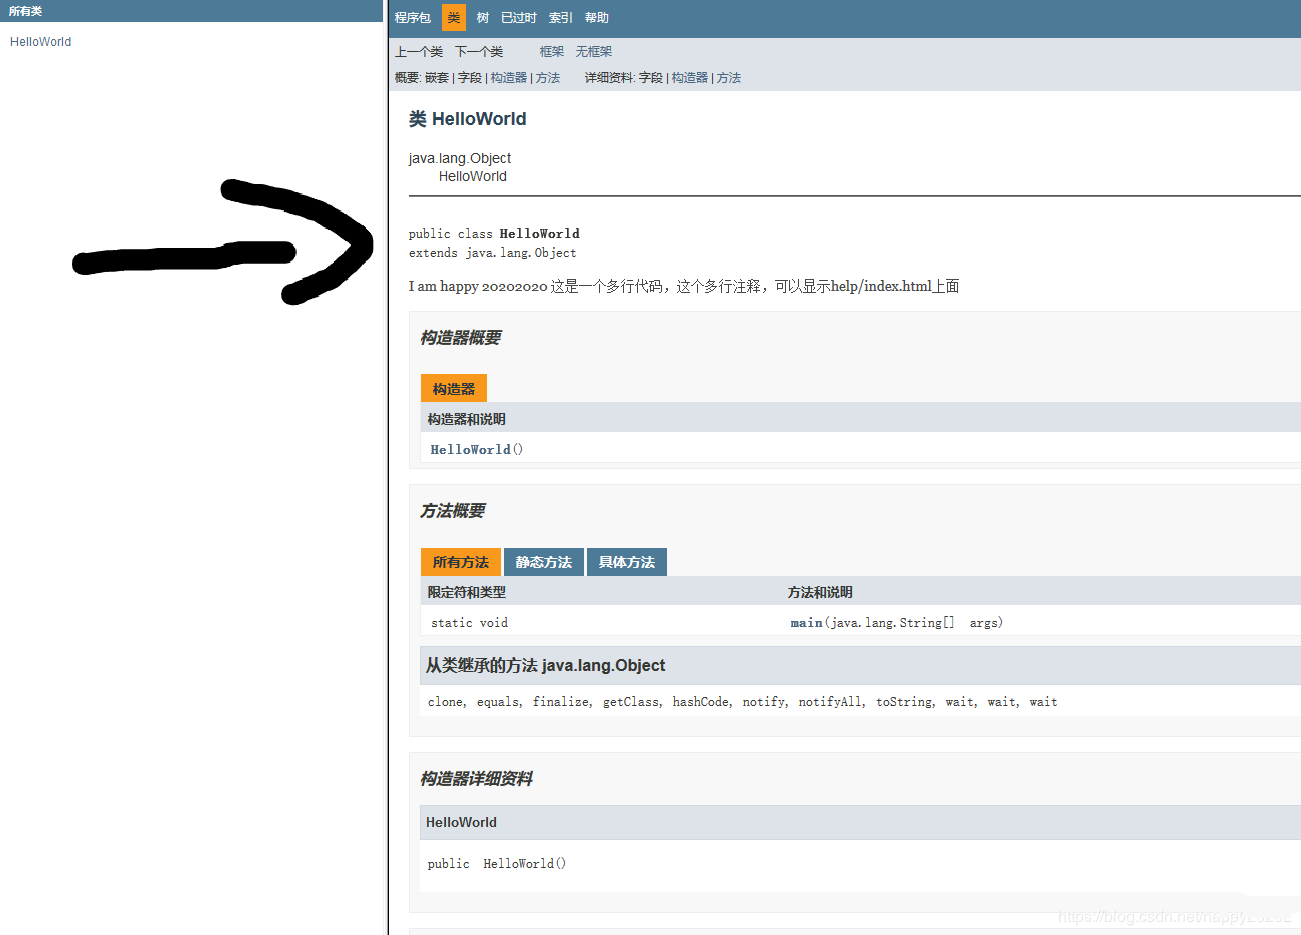 所有类
HelloWorld
程序包 类 树 已过时 索引 帮助
上一个类 下一个类 框架 无框架
概要: 嵌套 | 字段 | 构造器 | 方法 详细资料: 字段 | 构造器 | 方法
类 HelloWorld
java.lang.Object
HelloWorld
public class HelloWorld
extends java.lang.Object
I am happy 20202020 这是一个多行代码，这个多行注释，可以显示help/index.html上面
构造器概要
构造器
构造器和说明
HelloWorld()
方法概要
所有方法 静态方法 具体方法
限定符和类型 方法和说明
static void main(java.lang.String[] args)
从类继承的方法 java.lang.Object
clone, equals, finalize, getClass, hashCode, notify, notifyAll, toString, wait, wait, wait
构造器详细资料
HelloWorld
public HelloWorld()